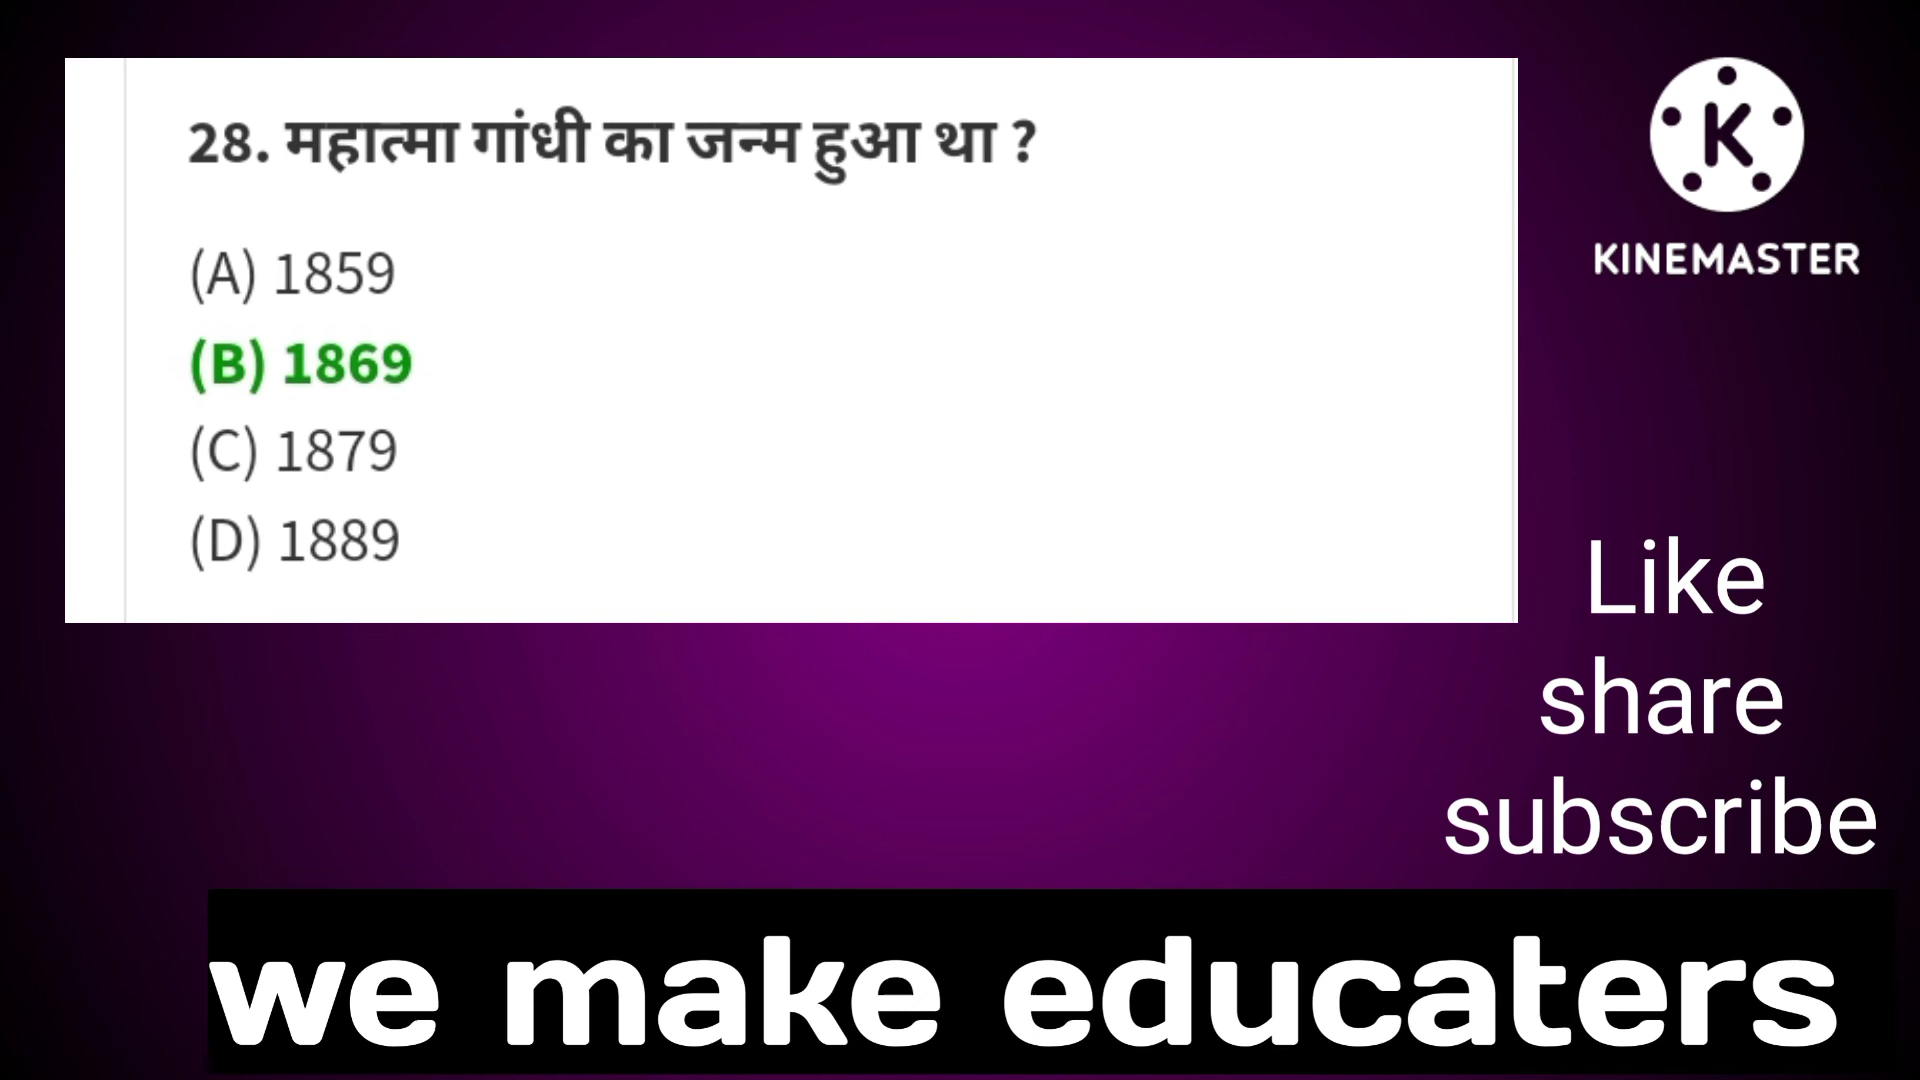 28. महात्मा गांधी का जन्म हुआ था ?
(A) 1859
(B) 1869
(C) 1879
(D) 1889
K
KINEMASTER
Like
share
subscribe
we make educaters